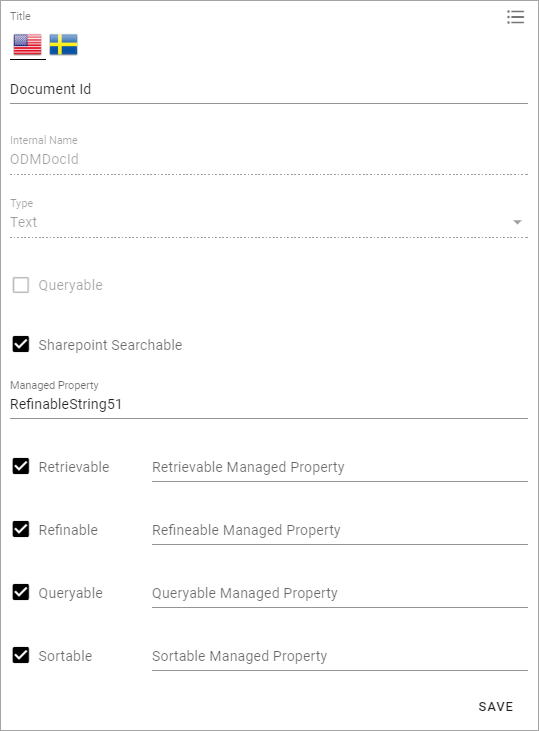 Title
Document Id
Internal Name
ODMDocId
Type
Text
Queryable
Sharepoint Searchable
Managed Property
RefinableString51
Retrievable Retrievable Managed Property
Refinable Refineable Managed Property
Queryable Queryable Managed Property
Sortable Sortable Managed Property
SAVE